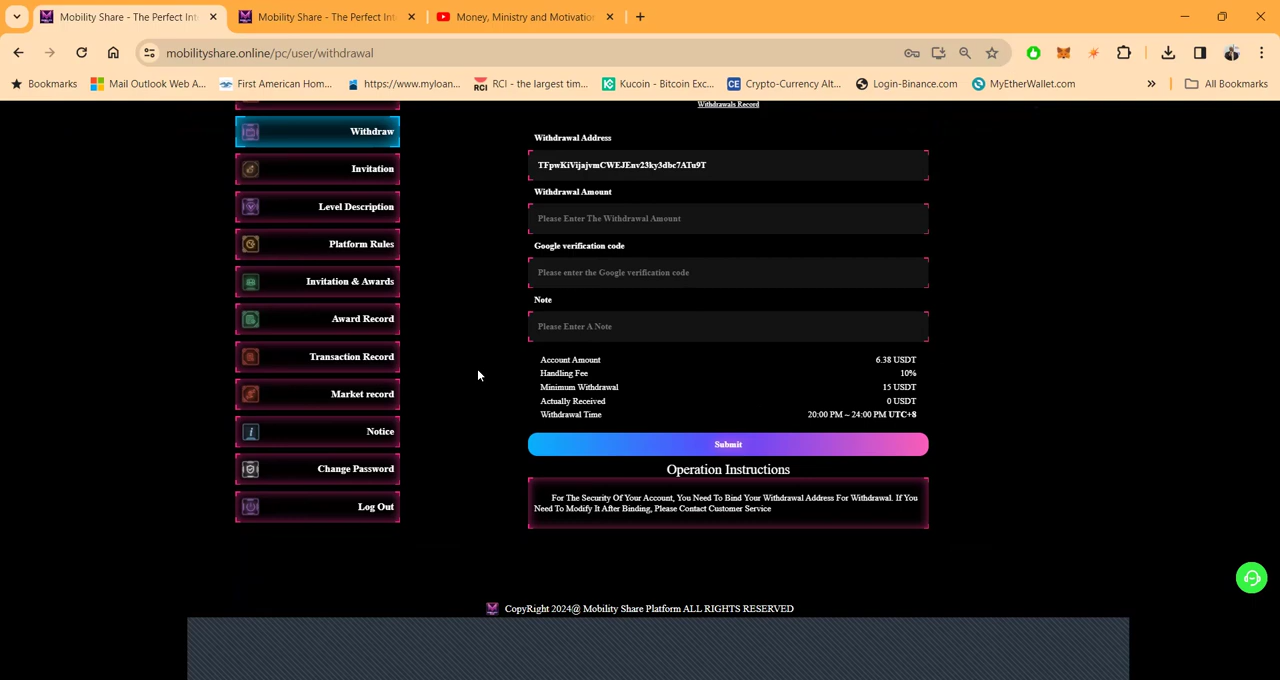 Mobility Share - The Perfect Int
Mobility Share - The Perfect Int
Money, Ministry and Motivation
mobilityshare.online/pc/user/withdrawal
Bookmarks
Mail Outlook Web A...
First American Hom...
https://www.myloan...
RCI - the largest tim...
Kucoin - Bitcoin Exc...
Crypto-Currency Alt...
Login-Binance.com
MyEtherWallet.com
All Bookmarks
Withdraw
Invitation
Level Description
Platform Rules
Invitation & Awards
Award Record
Transaction Record
Market record
Notice
Change Password
Log Out
Withdrawals Record
Withdrawal Address
TFpwKiVijajvmCWEJEnv23ky3dbc7ATu9T
Withdrawal Amount
Please Enter The Withdrawal Amount
Google verification code
Please enter the Google verification code
Note
Please Enter A Note
Account Amount 6.38 USDT
Handling Fee 10%
Minimum Withdrawal 15 USDT
Actually Received 0 USDT
Withdrawal Time 20:00 PM ~ 24:00 PM UTC+8
Submit
Operation Instructions
For The Security Of Your Account, You Need To Bind Your Withdrawal Address For Withdrawal. If You
Need To Modify It After Binding, Please Contact Customer Service
CopyRight 2024@ Mobility Share Platform ALL RIGHTS RESERVED